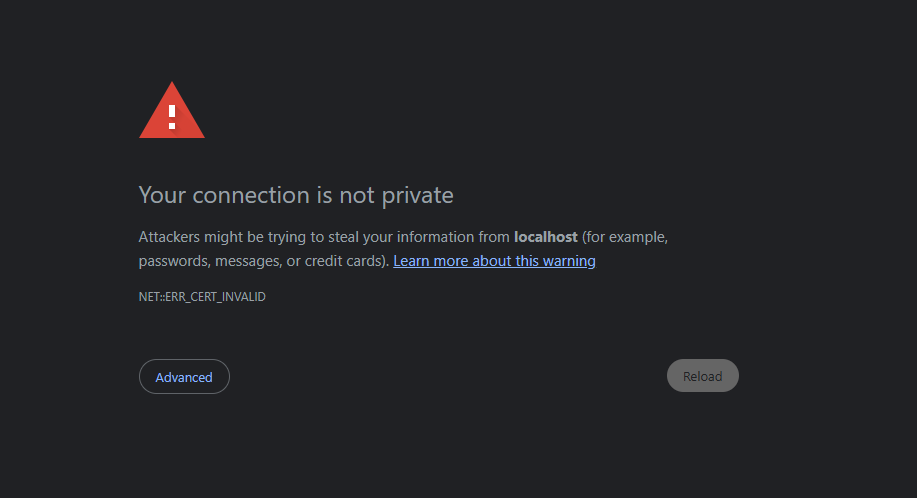 Your connection is not private
Attackers might be trying to steal your information from localhost (for example,
passwords, messages, or credit cards). Learn more about this warning
NET::ERR_CERT_INVALID
Advanced
Reload